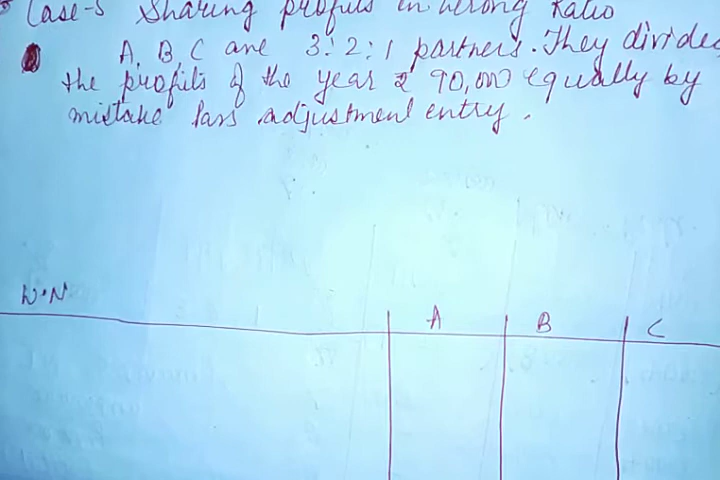 Case-5 Sharing profits in wrong Ratio
A, B, C are 3:2:1 partners. They divided
the profits of the year ₹ 90,000 equally by
mistake pass adjustment entry.
W.N
A B C